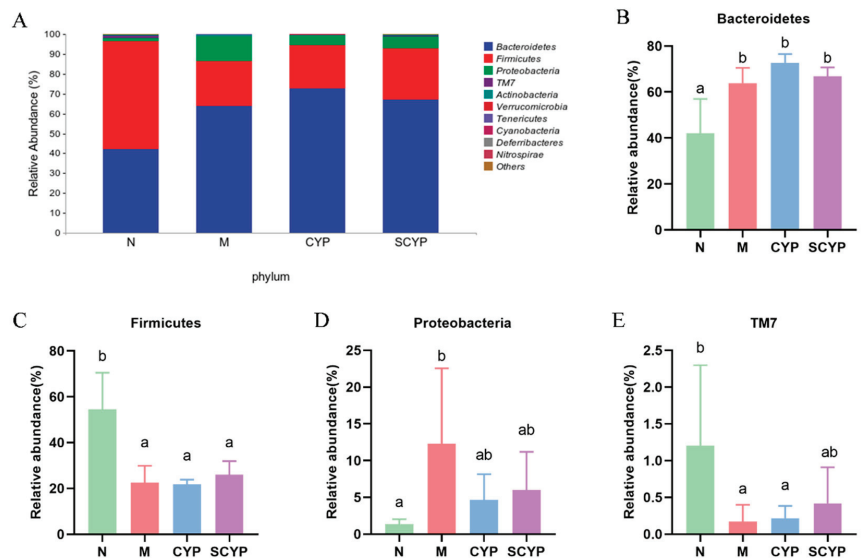 A
Relative Abundance (%)
100
90
80
70
60
50
40
30
20
10
0
N
M
CYP
SCYP
phylum
Bacteroidetes
Firmicutes
Proteobacteria
TM7
Actinobacteria
Verrucomicrobia
Tenericutes
Cyanobacteria
Deferribacteres
Nitrospirae
Others
B
Bacteroidetes
Relative abundance(%)
80
60
40
20
0
a
b
b
b
N
M
CYP
SCYP
C
Firmicutes
Relative abundance(%)
80
60
40
20
0
b
a
a
a
N
M
CYP
SCYP
D
Proteobacteria
Relative abundance(%)
25
20
15
10
5
0
a
b
ab
ab
N
M
CYP
SCYP
E
TM7
Relative abundance(%)
2.5
2.0
1.5
1.0
0.5
0.0
b
a
a
ab
N
M
CYP
SCYP